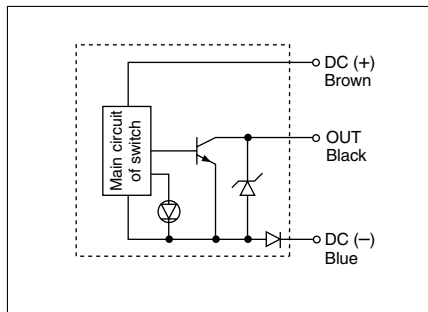 DC (+)
Brown
Main circuit
of switch
OUT
Black
DC (–)
Blue